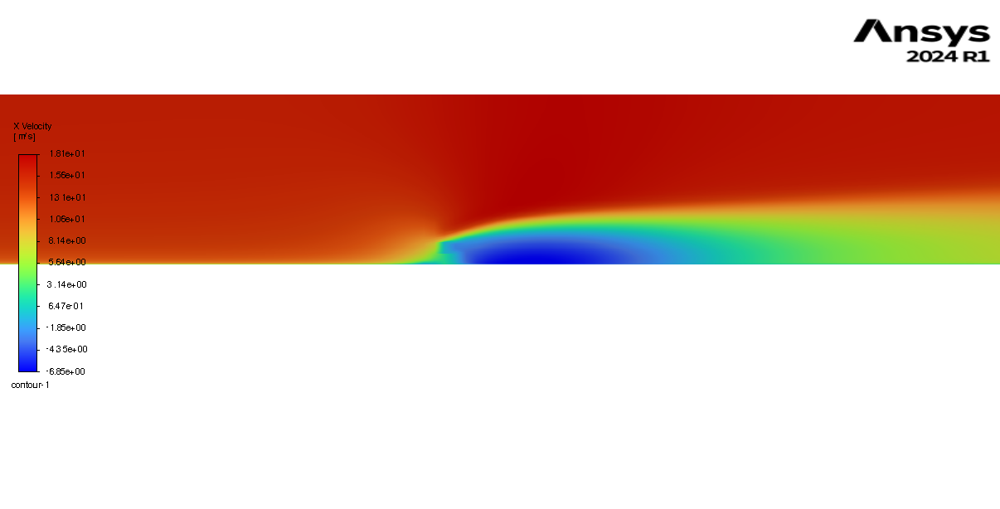 Ansys
2024 R1
X Velocity
[ m/s]
1.81e+01
1.56e+01
1.31e+01
1.06e+01
8.14e+00
5.64e+00
3.14e+00
6.47e-01
-1.85e+00
-4.35e+00
-6.85e+00
contour-1